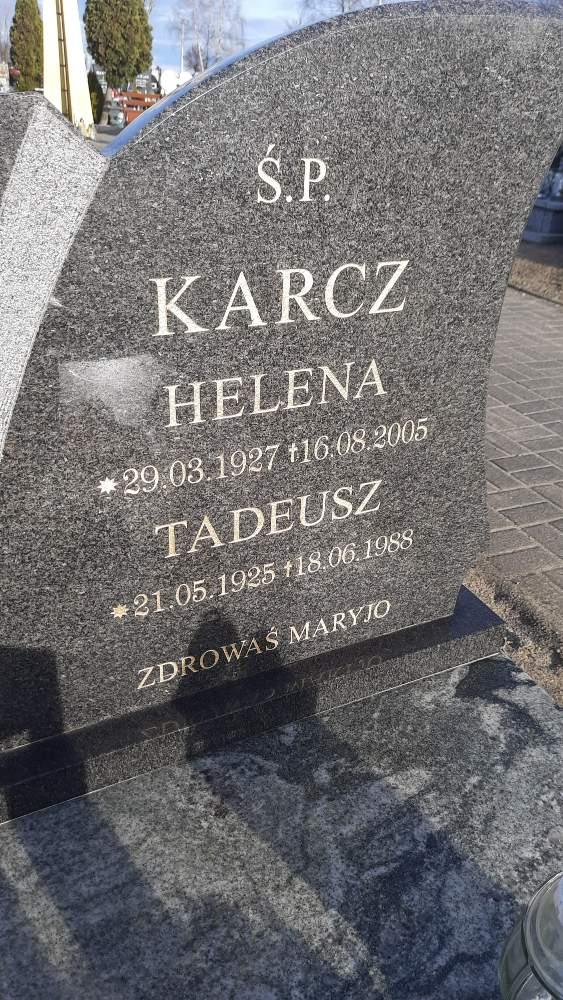 Ś.P.
KARCZ
HELENA
*29.03.1927 †16.08.2005
TADEUSZ
*21.05.1925 †18.06.1988
ZDROWAŚ MARYJO